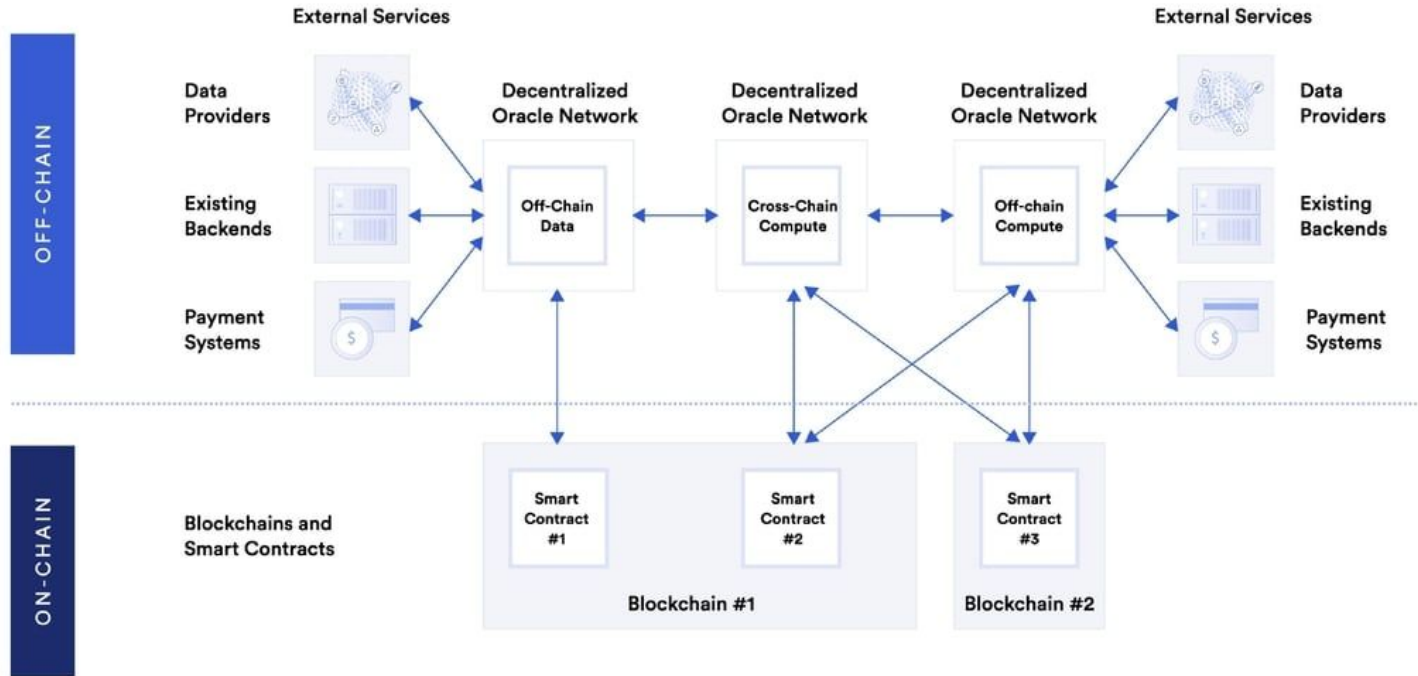 External Services
External Services
OFF-CHAIN
Data
Providers
Decentralized
Oracle Network
Decentralized
Oracle Network
Decentralized
Oracle Network
Data
Providers
Existing
Backends
Off-Chain
Data
Cross-Chain
Compute
Off-chain
Compute
Existing
Backends
Payment
Systems
$
$
Payment
Systems
ON-CHAIN
Blockchains and
Smart Contracts
Smart
Contract
#1
Smart
Contract
#2
Smart
Contract
#3
Blockchain #1
Blockchain #2